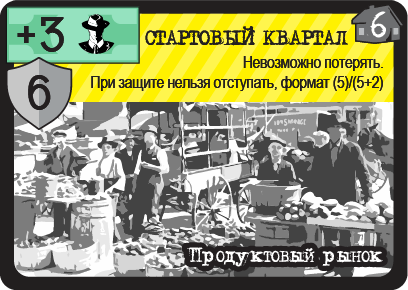 +3
СТАРТОВЫЙ КВАРТАЛ
6
Невозможно потерять.
При защите нельзя отступать, формат (5)/(5+2)
6
Продуктовый рынок